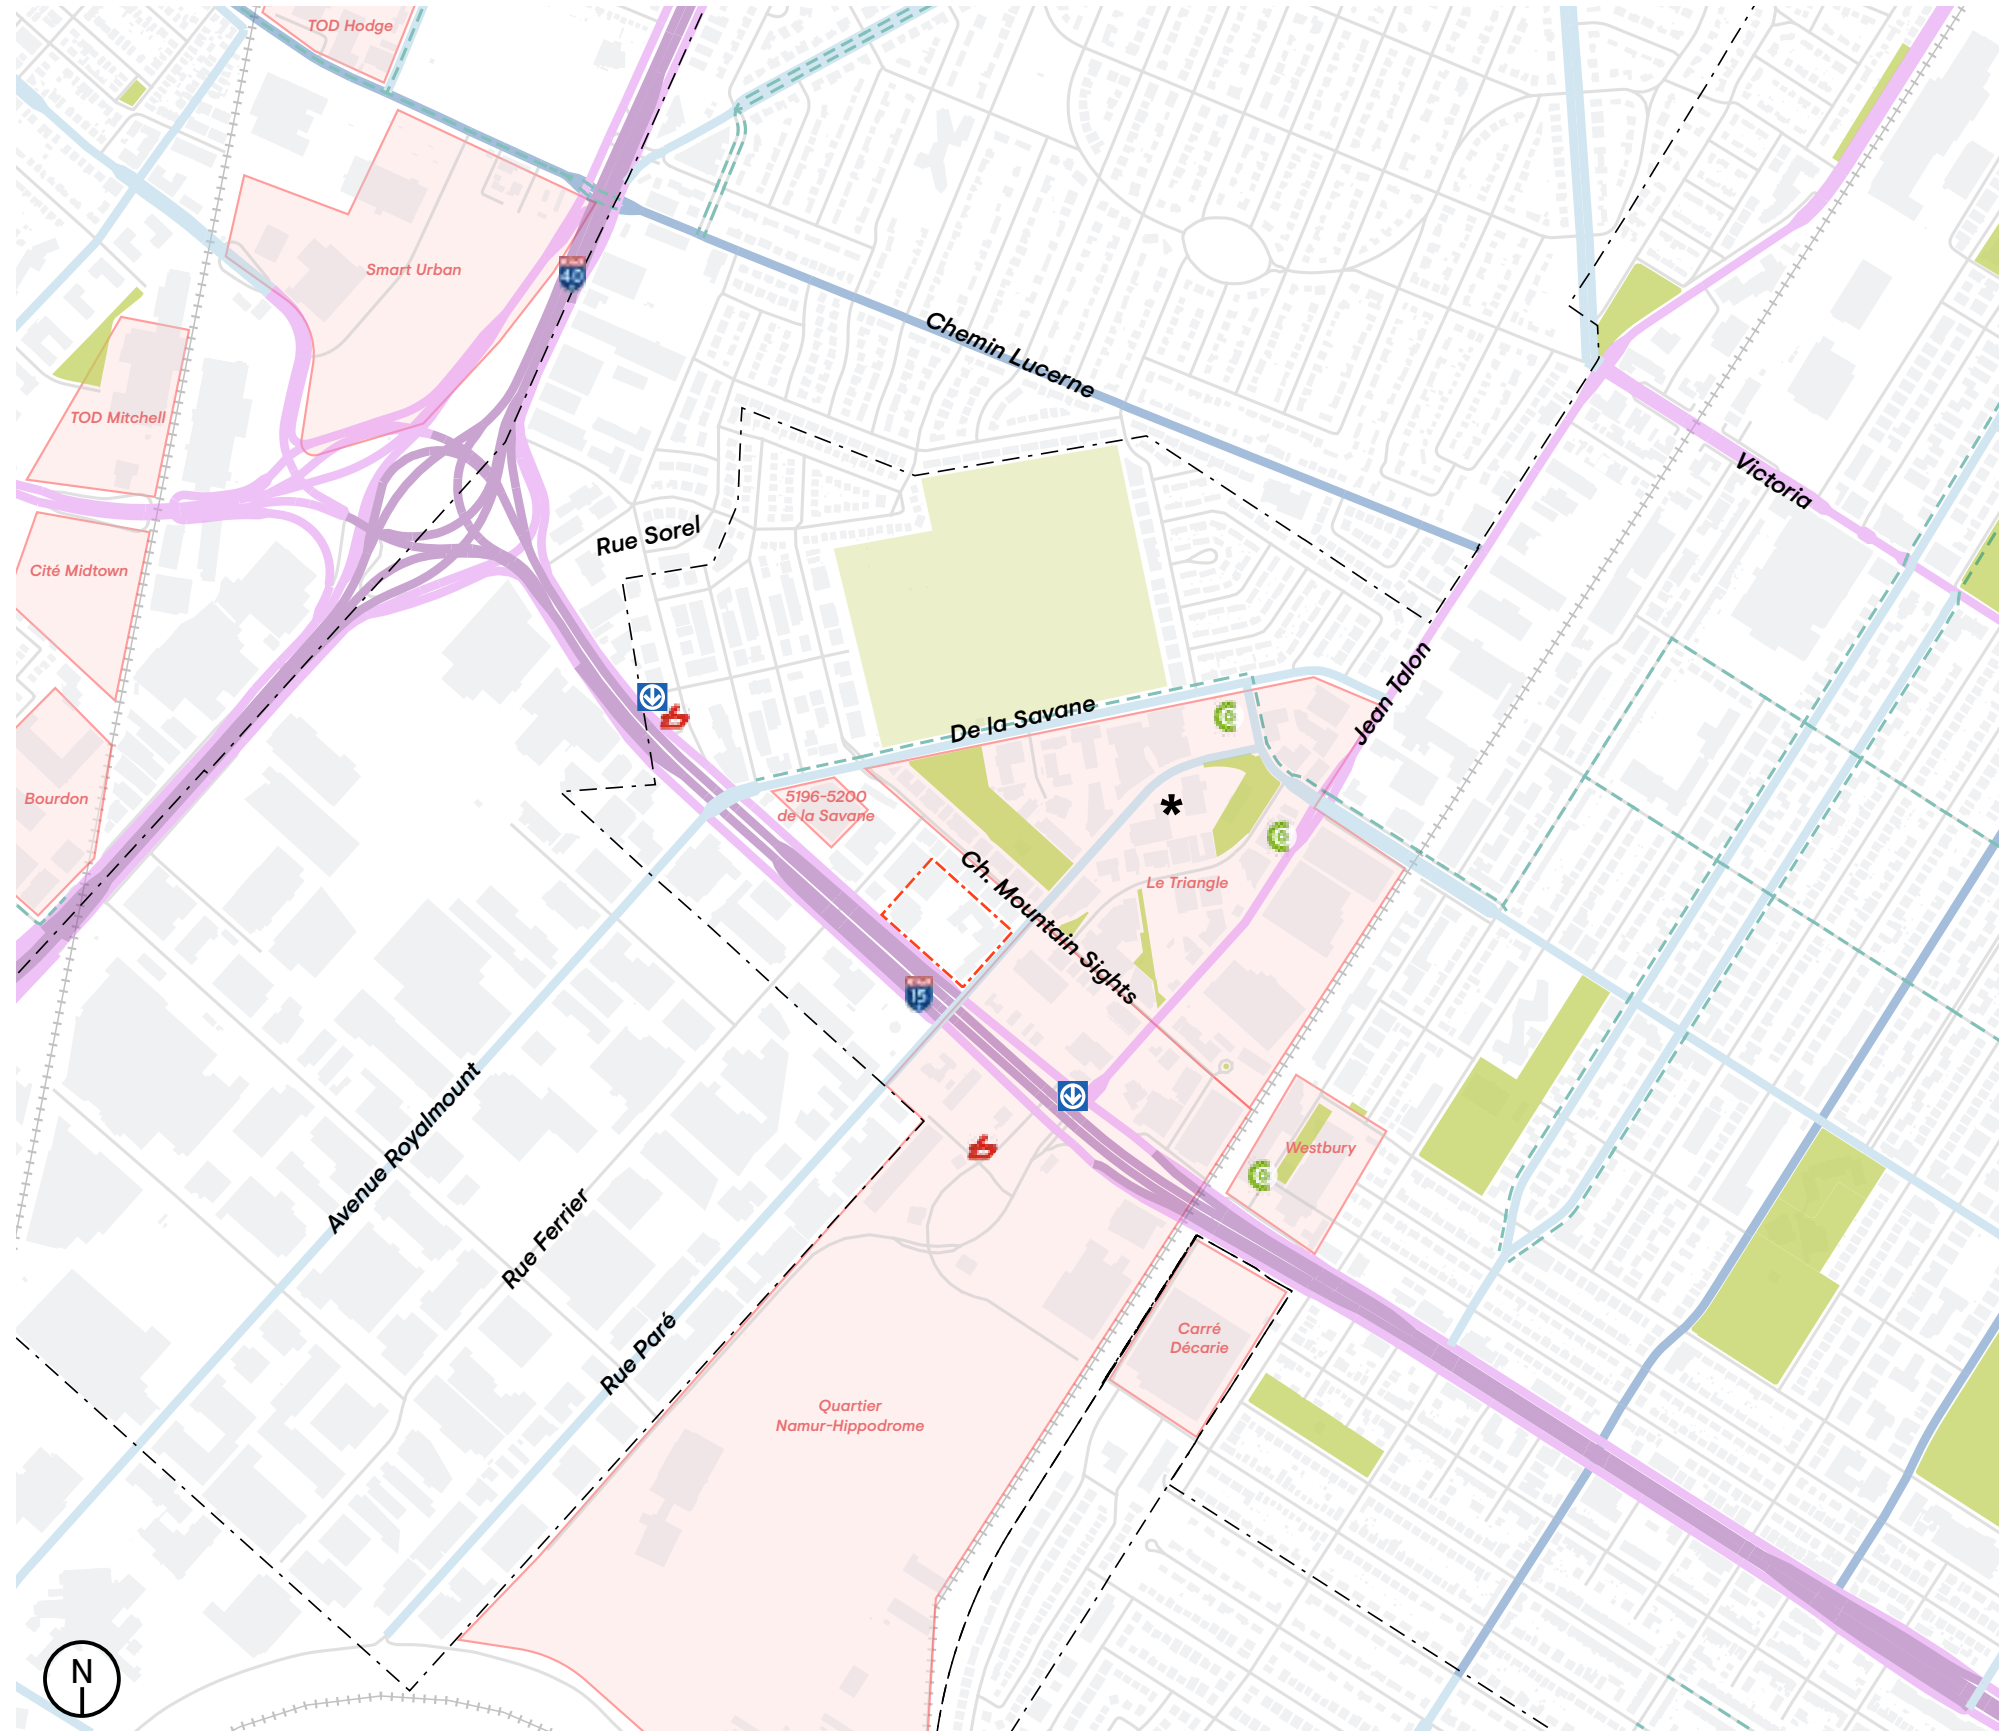 TOD Hodge
Smart Urban
40
Chemin Lucerne
TOD Mitchell
Victoria
Rue Sorel
Cité Midtown
Jean Talon
De la Savane
Bourdon
5196-5200
de la Savane
*
Ch. Mountain Sights
Le Triangle
15
Avenue Royalmount
Westbury
Rue Ferrier
Rue Paré
Carré
Décarie
Quartier
Namur-Hippodrome
N